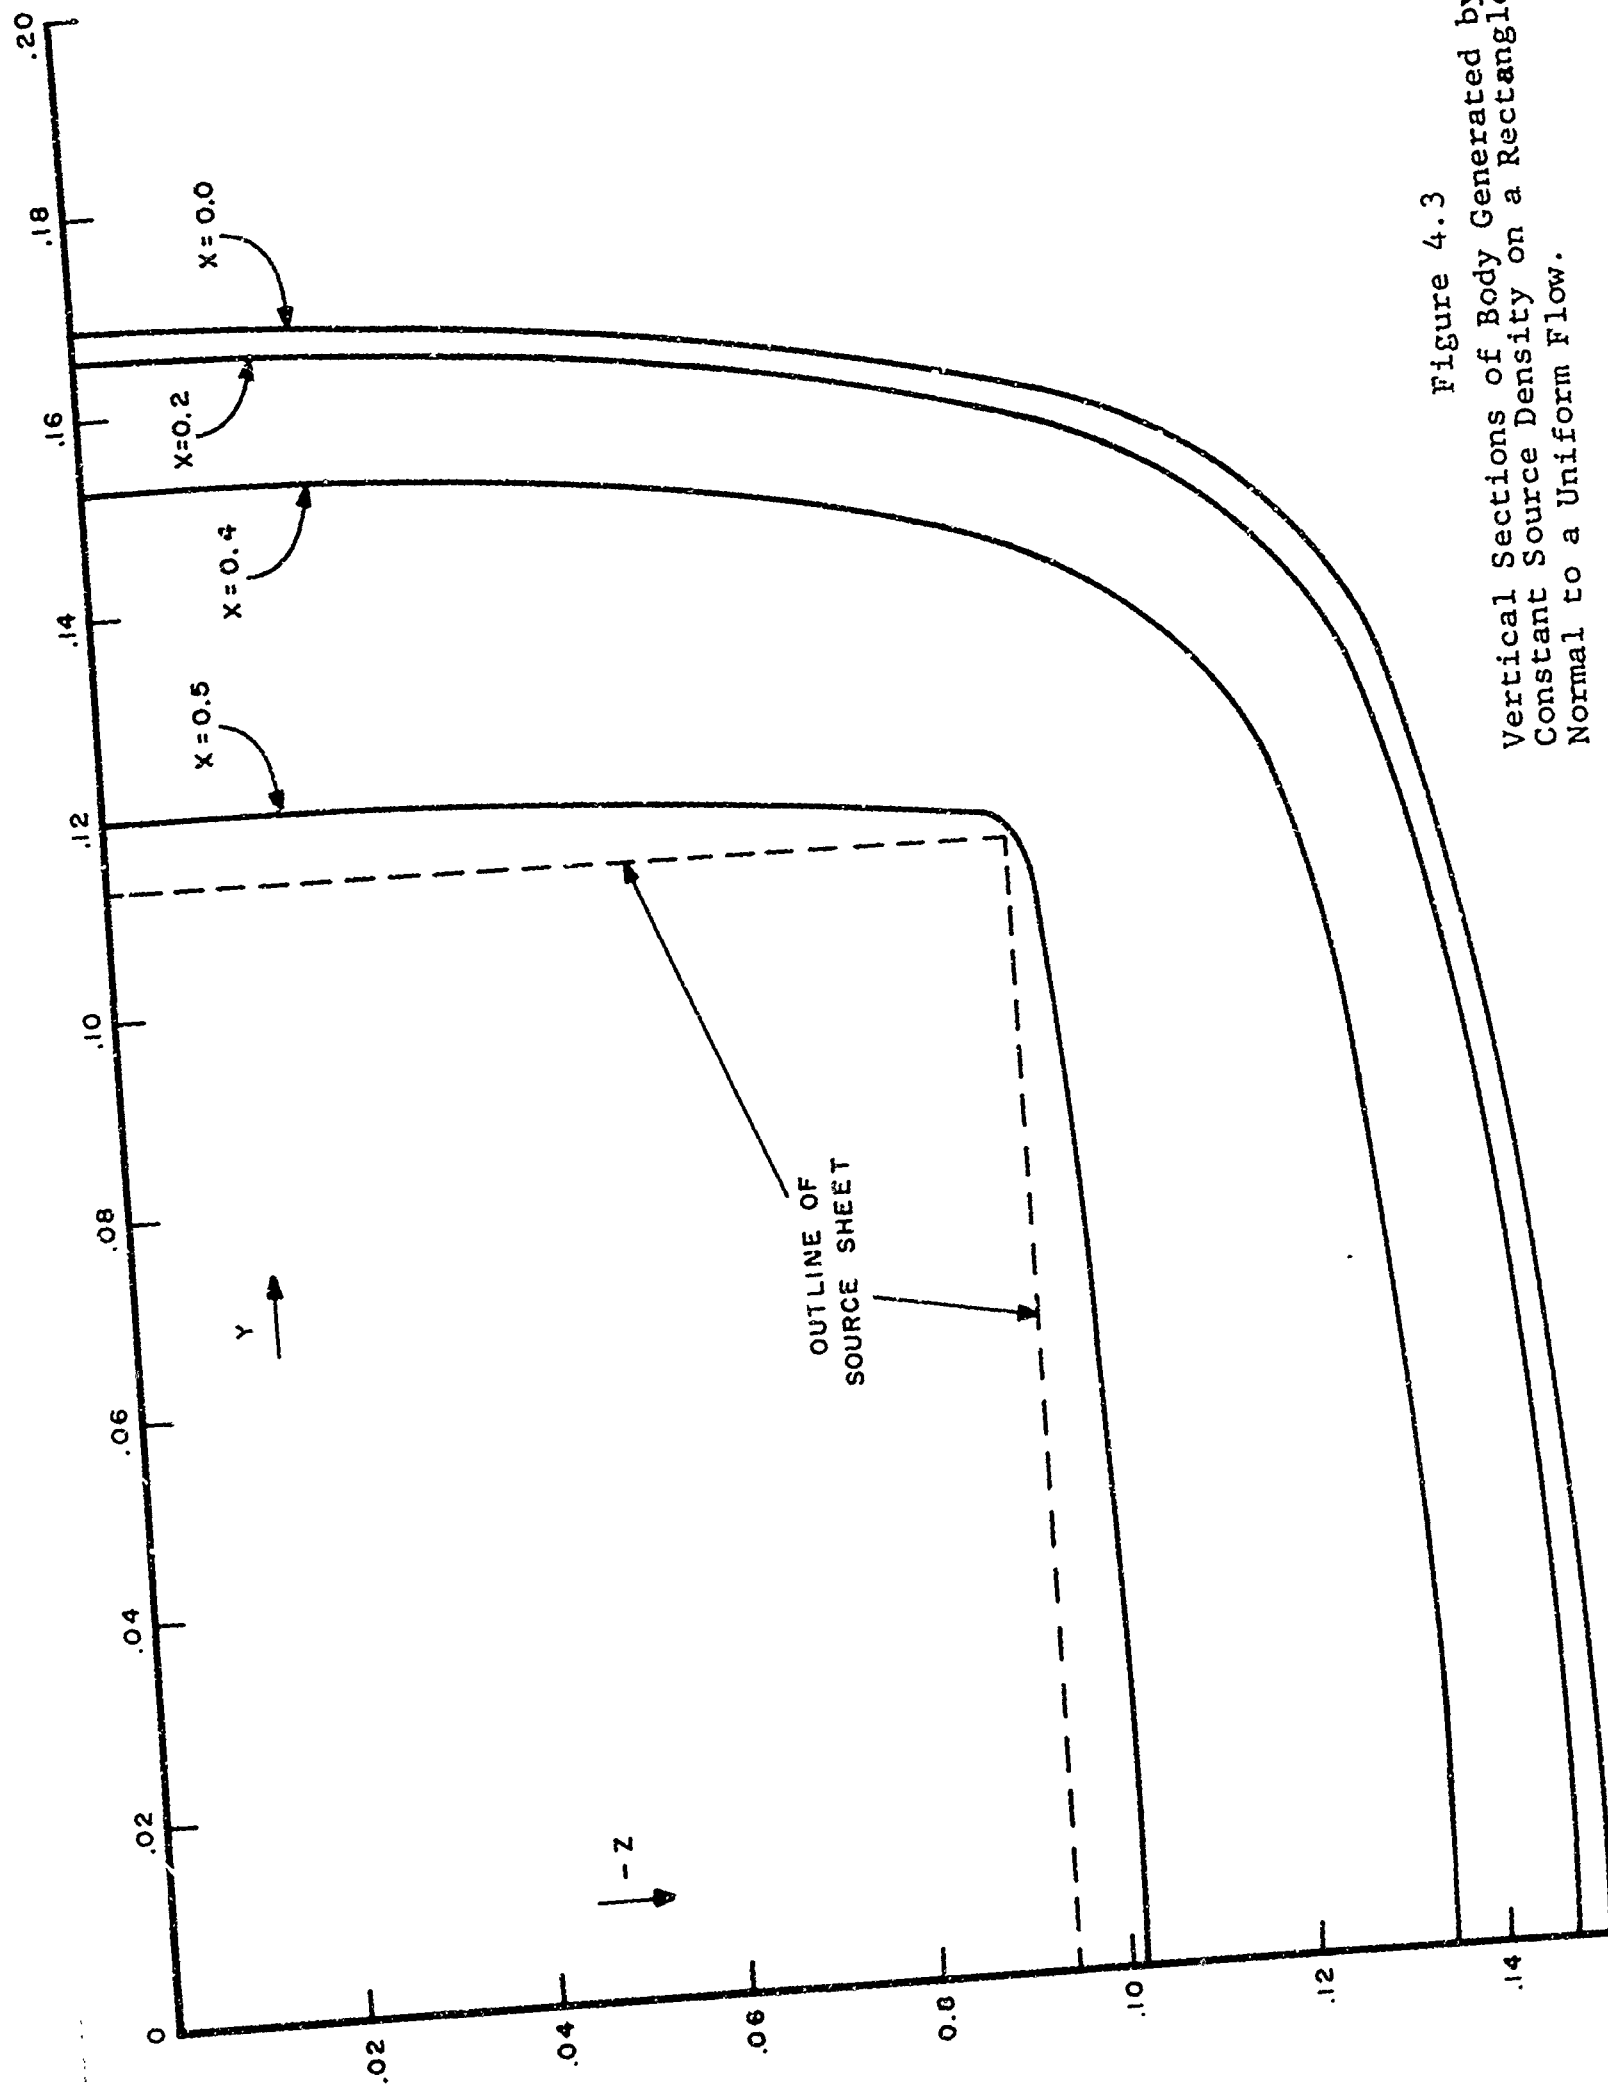 0
.02
.04
.06
.08
.10
.12
.14
.16
.18
.20
.02
.04
.06
0.8
.10
.12
.14
Y
- Z
X = 0.5
X = 0.4
X=0.2
X = 0.0
OUTLINE OF
SOURCE SHEET
Figure 4.3
Vertical Sections of Body Generated by
Constant Source Density on a Rectangle
Normal to a Uniform Flow.